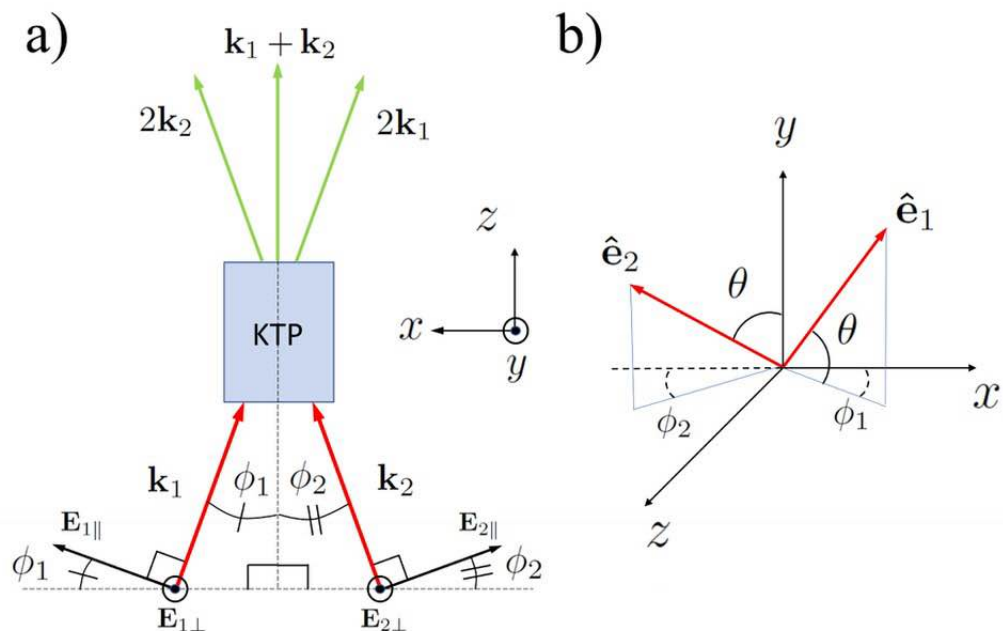 a)
b)
k₁ + k₂
2k₂
2k₁
z
x
y
KTP
k₁
ϕ₁
ϕ₂
k₂
E₁∥
E₂∥
ϕ₁
ϕ₂
E₁⊥
E₂⊥
y
ê₁
ê₂
θ
θ
x
ϕ₂
ϕ₁
z